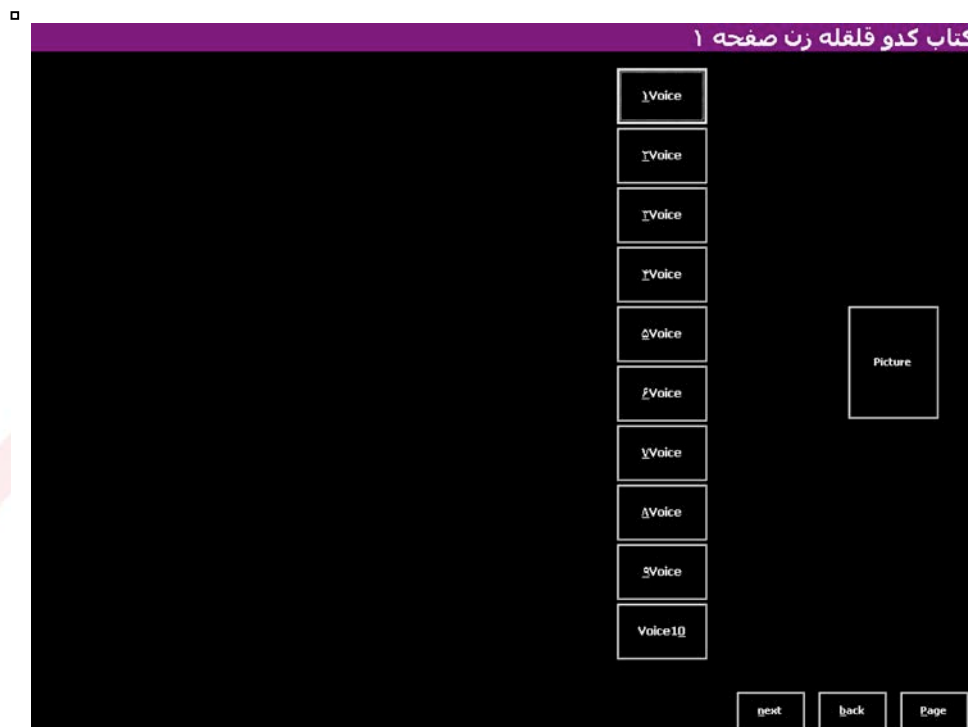 کتاب کدو قلقله زن صفحه ۱
۱Voice
۲Voice
۳Voice
۴Voice
۵Voice
۶Voice
۷Voice
۸Voice
۹Voice
Voice10
Picture
next
back
Page